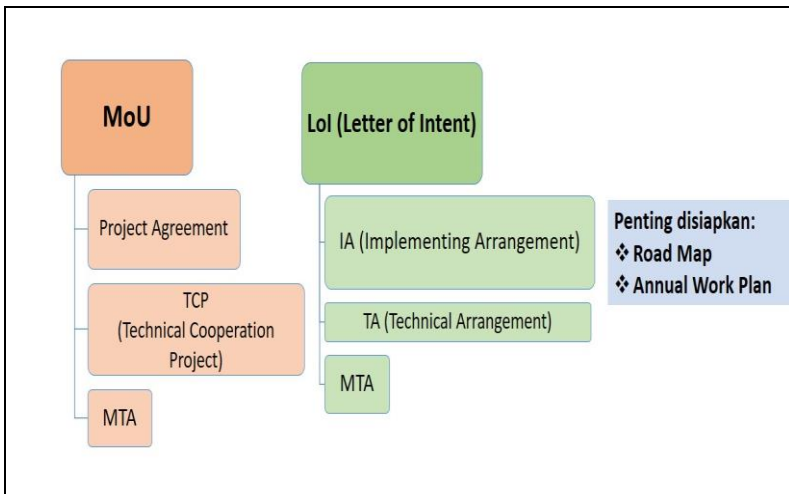 MoU
Project Agreement
TCP
(Technical Cooperation
Project)
MTA
LoI (Letter of Intent)
IA (Implementing Arrangement)
TA (Technical Arrangement)
MTA
Penting disiapkan:
❖ Road Map
❖ Annual Work Plan